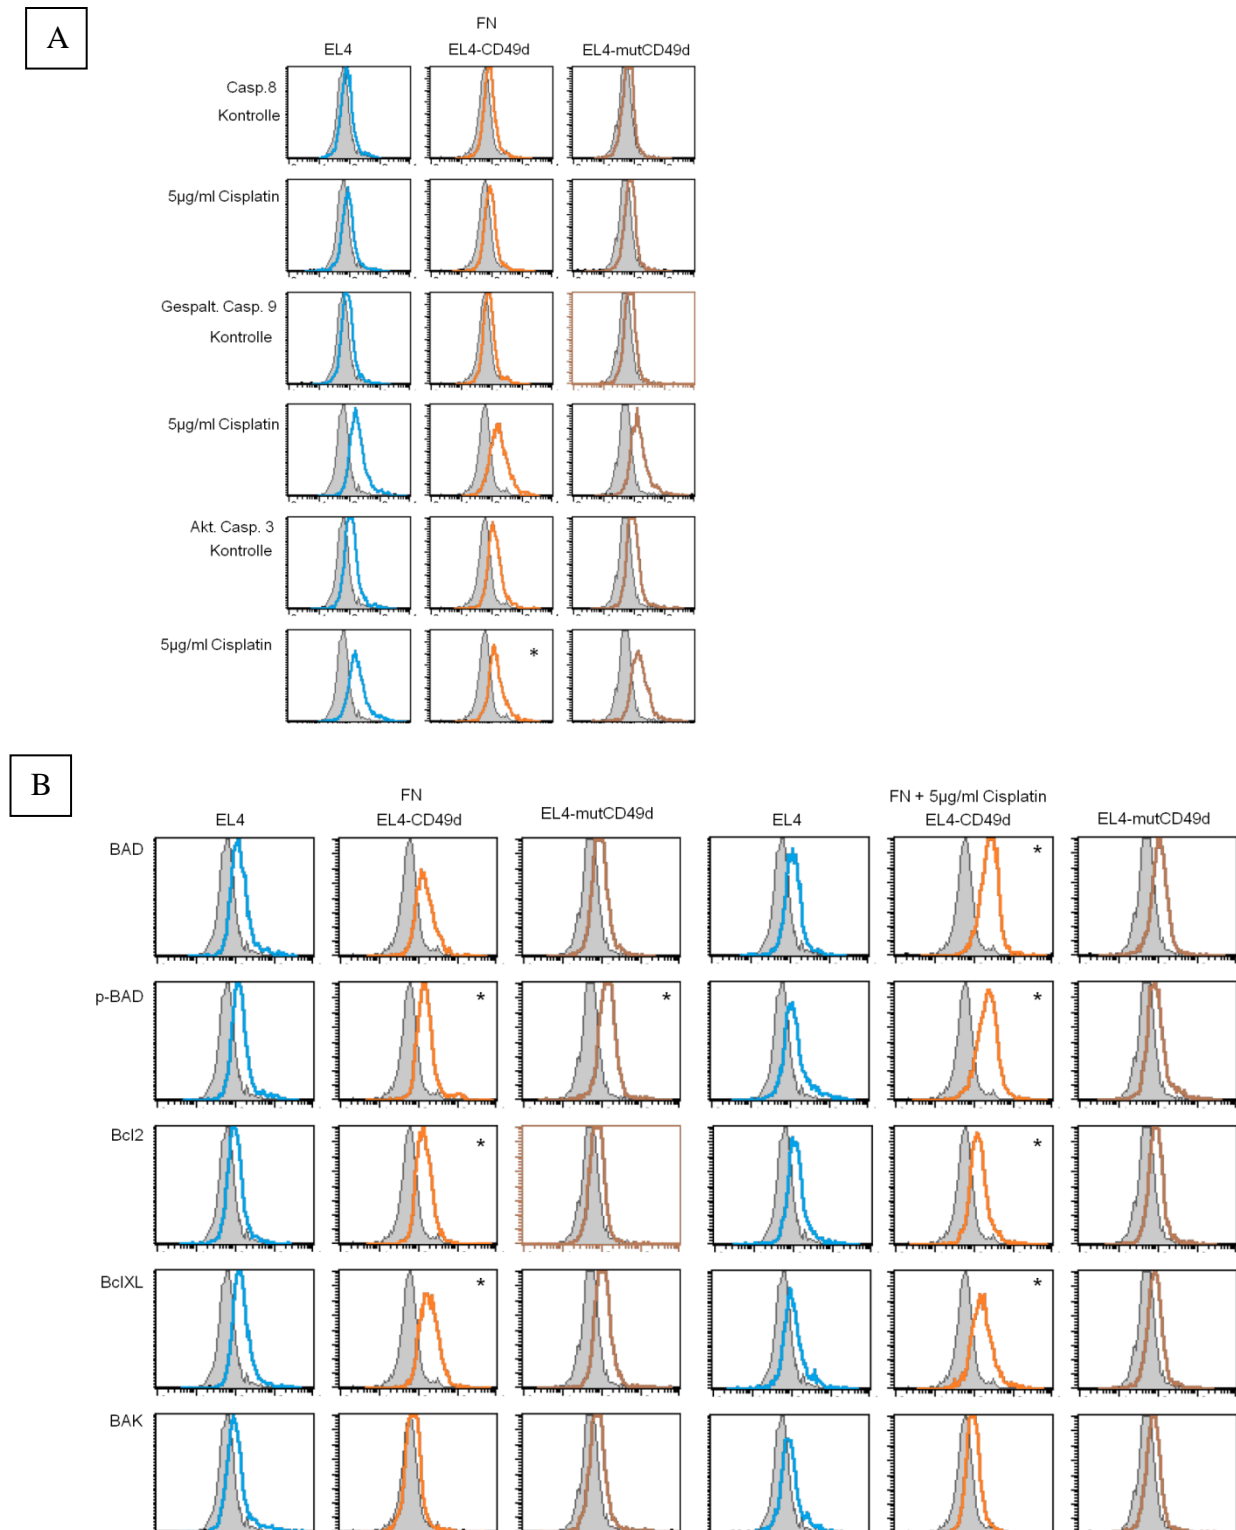 A
FN
EL4
EL4-CD49d
EL4-mutCD49d
Casp.8
Kontrolle
5µg/ml Cisplatin
Gespalt. Casp. 9
Kontrolle
5µg/ml Cisplatin
Akt. Casp. 3
Kontrolle
5µg/ml Cisplatin
*
B
FN
FN + 5µg/ml Cisplatin
EL4
EL4-CD49d
EL4-mutCD49d
EL4
EL4-CD49d
EL4-mutCD49d
BAD
*
p-BAD
*
*
*
Bcl2
*
*
BclXL
*
*
BAK